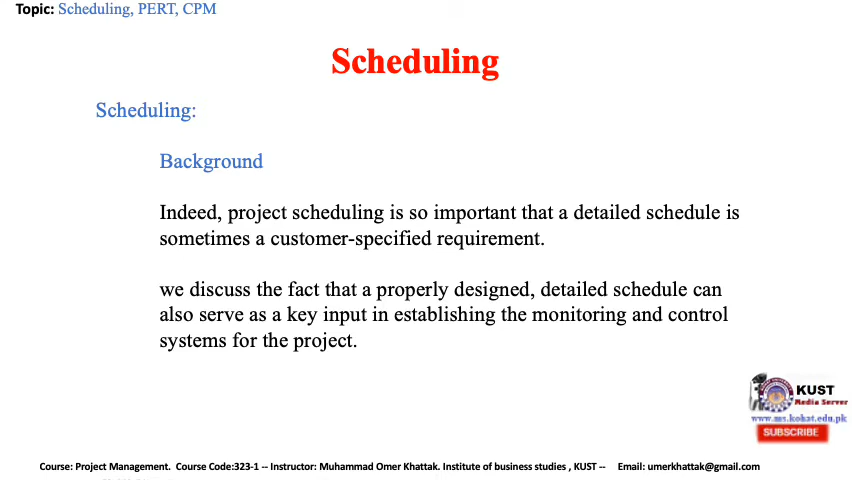 Topic: Scheduling, PERT, CPM
Scheduling
Scheduling:
Background
Indeed, project scheduling is so important that a detailed schedule is
sometimes a customer-specified requirement.
we discuss the fact that a properly designed, detailed schedule can
also serve as a key input in establishing the monitoring and control
systems for the project.
KUST
Media Server
www.ms.kohat.edu.pk
SUBSCRIBE
Course: Project Management. Course Code:323-1 -- Instructor: Muhammad Omer Khattak. Institute of business studies , KUST -- Email: umerkhattak@gmail.com